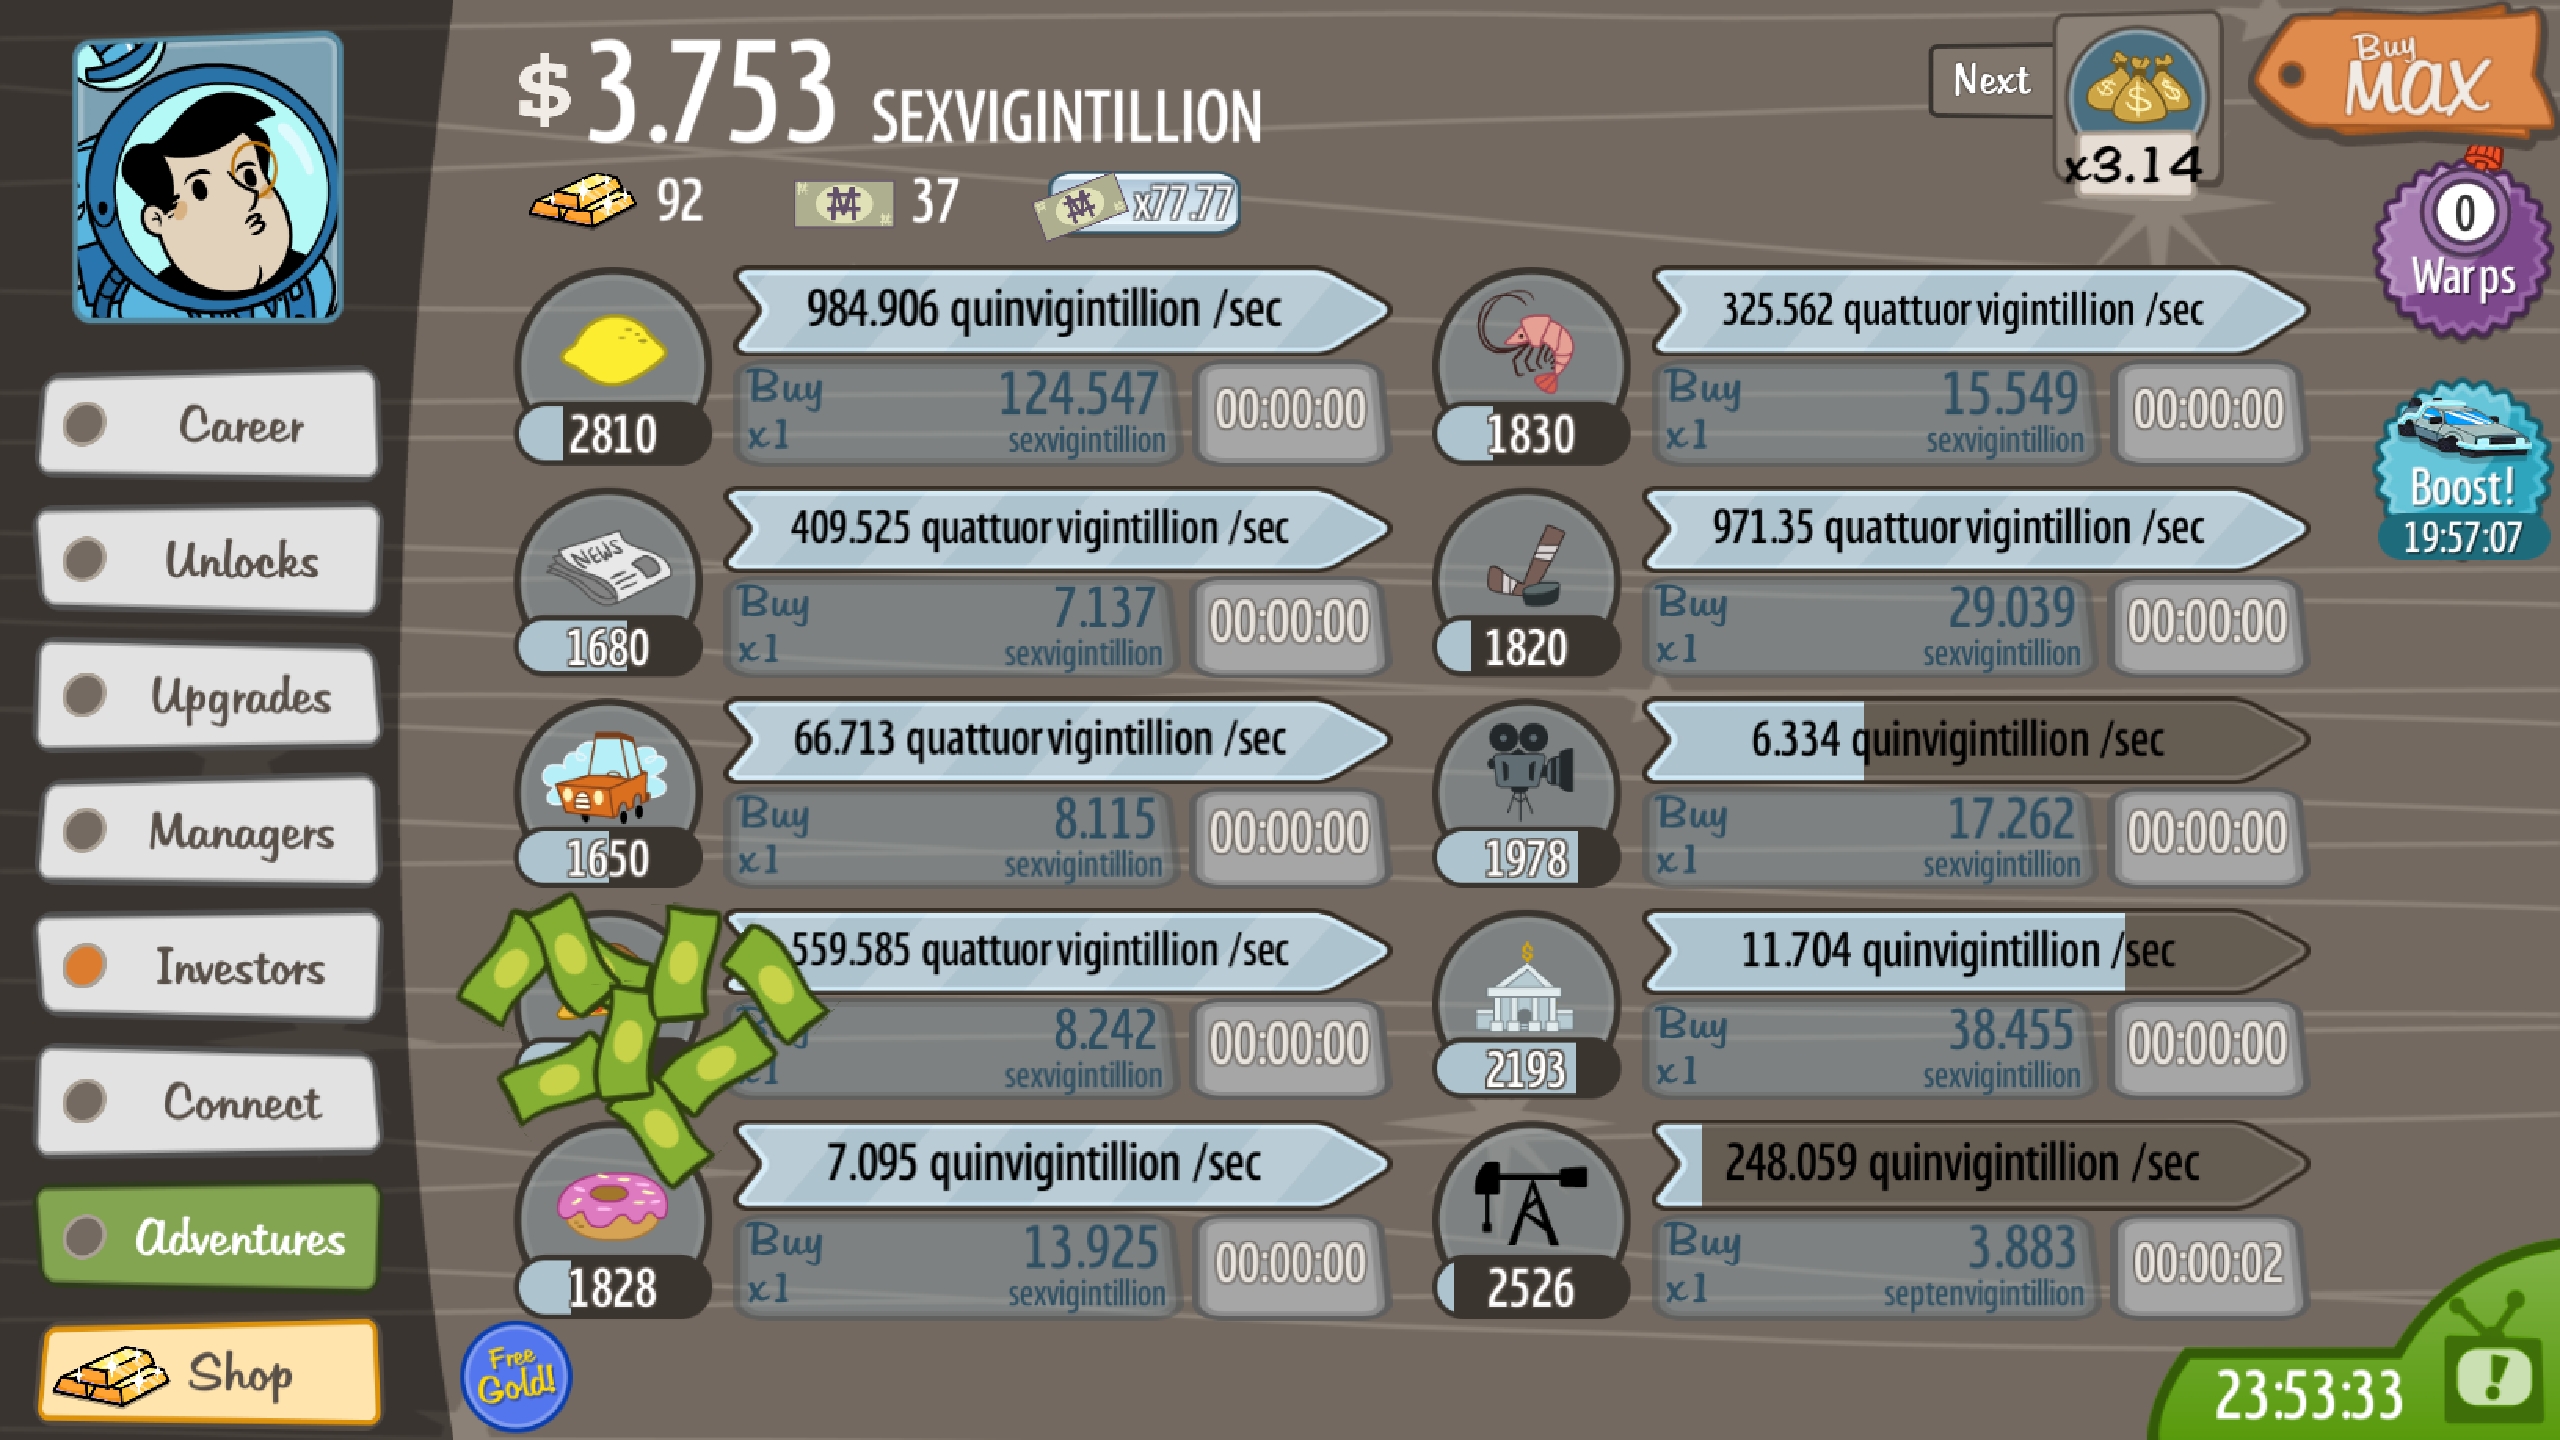 $3.753 SEXVIGINTILLION
92
37
x77.77
Next
x3.14
Buy
MAX
0
Warps
Boost!
19:57:07
Career
Unlocks
Upgrades
Managers
Investors
Connect
Adventures
Shop
Free
Gold!
984.906 quinvigintillion /sec
Buy
x1
124.547
sexvigintillion
00:00:00
2810
325.562 quattuorvigintillion /sec
Buy
x1
15.549
sexvigintillion
00:00:00
1830
NEWS
409.525 quattuorvigintillion /sec
Buy
x1
7.137
sexvigintillion
00:00:00
1680
971.35 quattuorvigintillion /sec
Buy
x1
29.039
sexvigintillion
00:00:00
1820
66.713 quattuorvigintillion /sec
Buy
x1
8.115
sexvigintillion
00:00:00
1650
6.334 quinvigintillion /sec
Buy
x1
17.262
sexvigintillion
00:00:00
1978
559.585 quattuorvigintillion /sec
8.242
sexvigintillion
00:00:00
11.704 quinvigintillion /sec
Buy
x1
38.455
sexvigintillion
00:00:00
2193
7.095 quinvigintillion /sec
Buy
x1
13.925
sexvigintillion
00:00:00
1828
248.059 quinvigintillion /sec
Buy
x1
3.883
septenvigintillion
00:00:02
2526
23:53:33